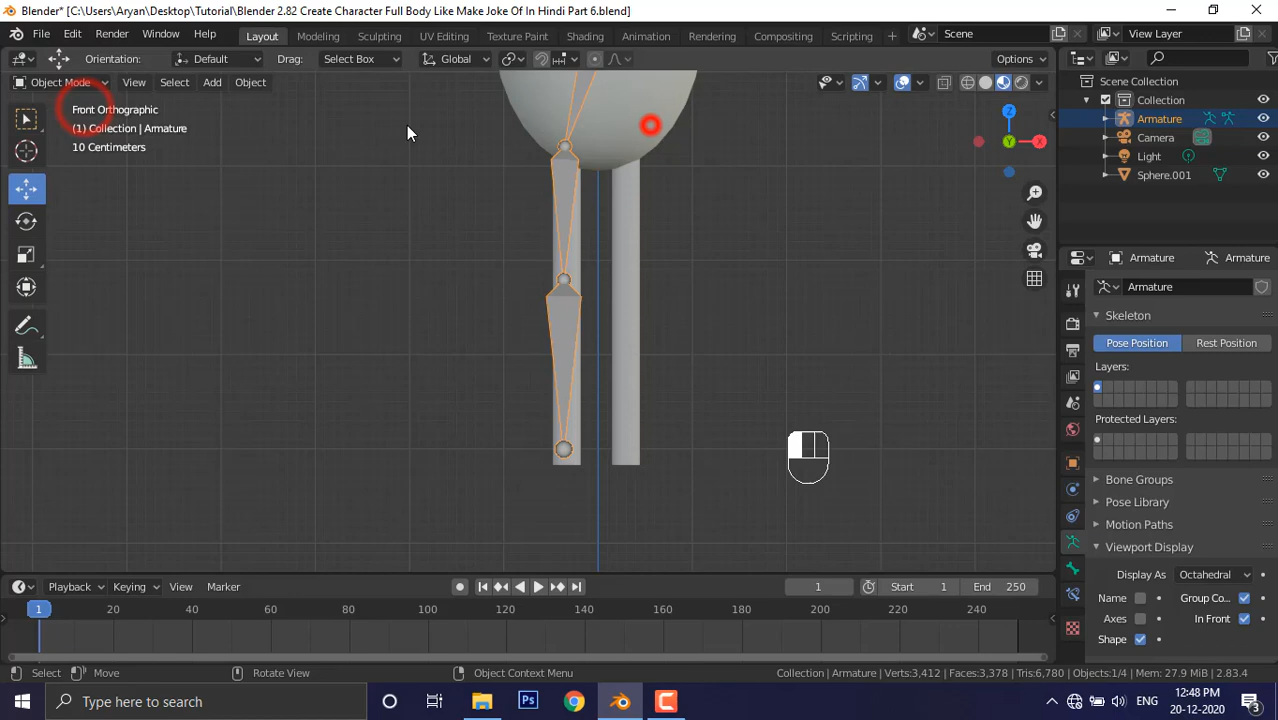 Blender* [C:\Users\Aryan\Desktop\Tutorial\Blender 2.82 Create Character Full Body Like Make Joke Of In Hindi Part 6.blend]
File Edit Render Window Help Layout Modeling Sculpting UV Editing Texture Paint Shading Animation Rendering Compositing Scripting + Scene View Layer
Orientation: Default Drag: Select Box Global Options
Object Mode View Select Add Object
Front Orthographic
(1) Collection | Armature
10 Centimeters
Z
X
Y
Scene Collection
Collection
Armature
Camera
Light
Sphere.001
Armature Armature
Armature
Skeleton
Pose Position Rest Position
Layers:
Protected Layers:
Bone Groups
Pose Library
Motion Paths
Viewport Display
Display As Octahedral
Name Group Co...
Axes In Front
Shape
Playback Keying View Marker 1 Start 1 End 250
1 20 40 60 80 100 120 140 160 180 200 220 240
Select Move Rotate View Object Context Menu Collection | Armature | Verts:3,412 | Faces:3,378 | Tris:6,780 | Objects:1/4 | Mem: 27.9 MiB | 2.83.4
Type here to search Ps ENG 12:48 PM
20-12-2020 3